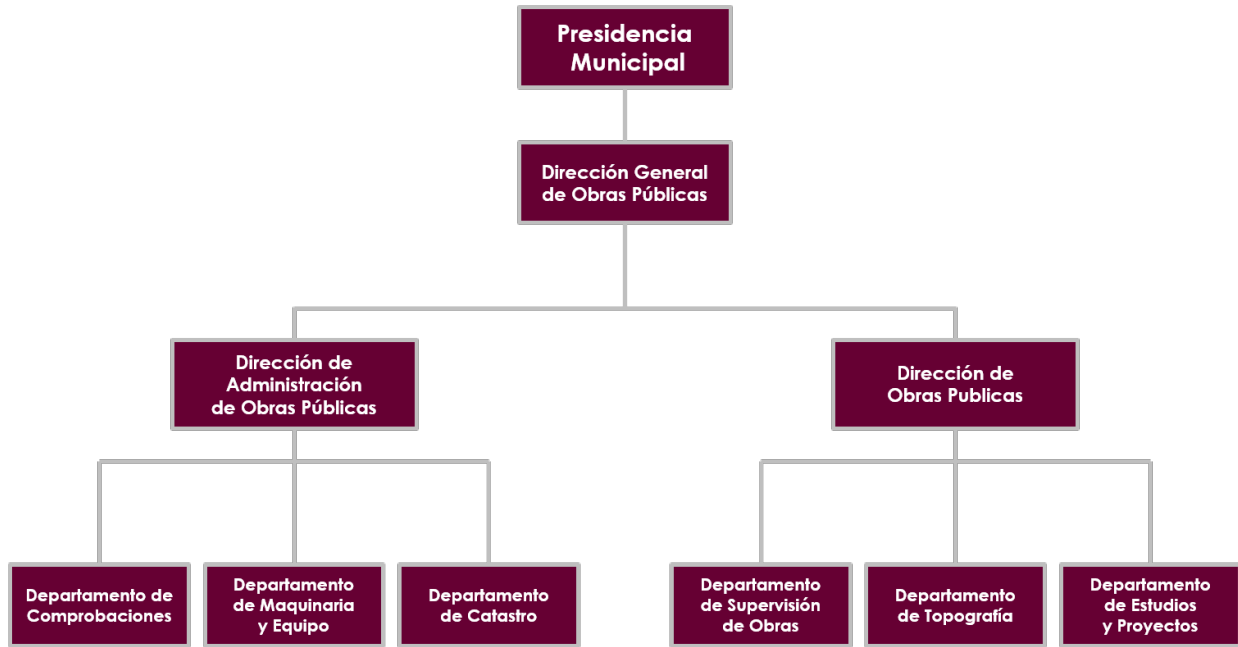 Presidencia
Municipal
Dirección General
de Obras Públicas
Dirección de
Administración
de Obras Públicas
Dirección de
Obras Publicas
Departamento de
Comprobaciones
Departamento
de Maquinaria
y Equipo
Departamento
de Catastro
Departamento
de Supervisión
de Obras
Departamento
de Topografía
Departamento
de Estudios
y Proyectos